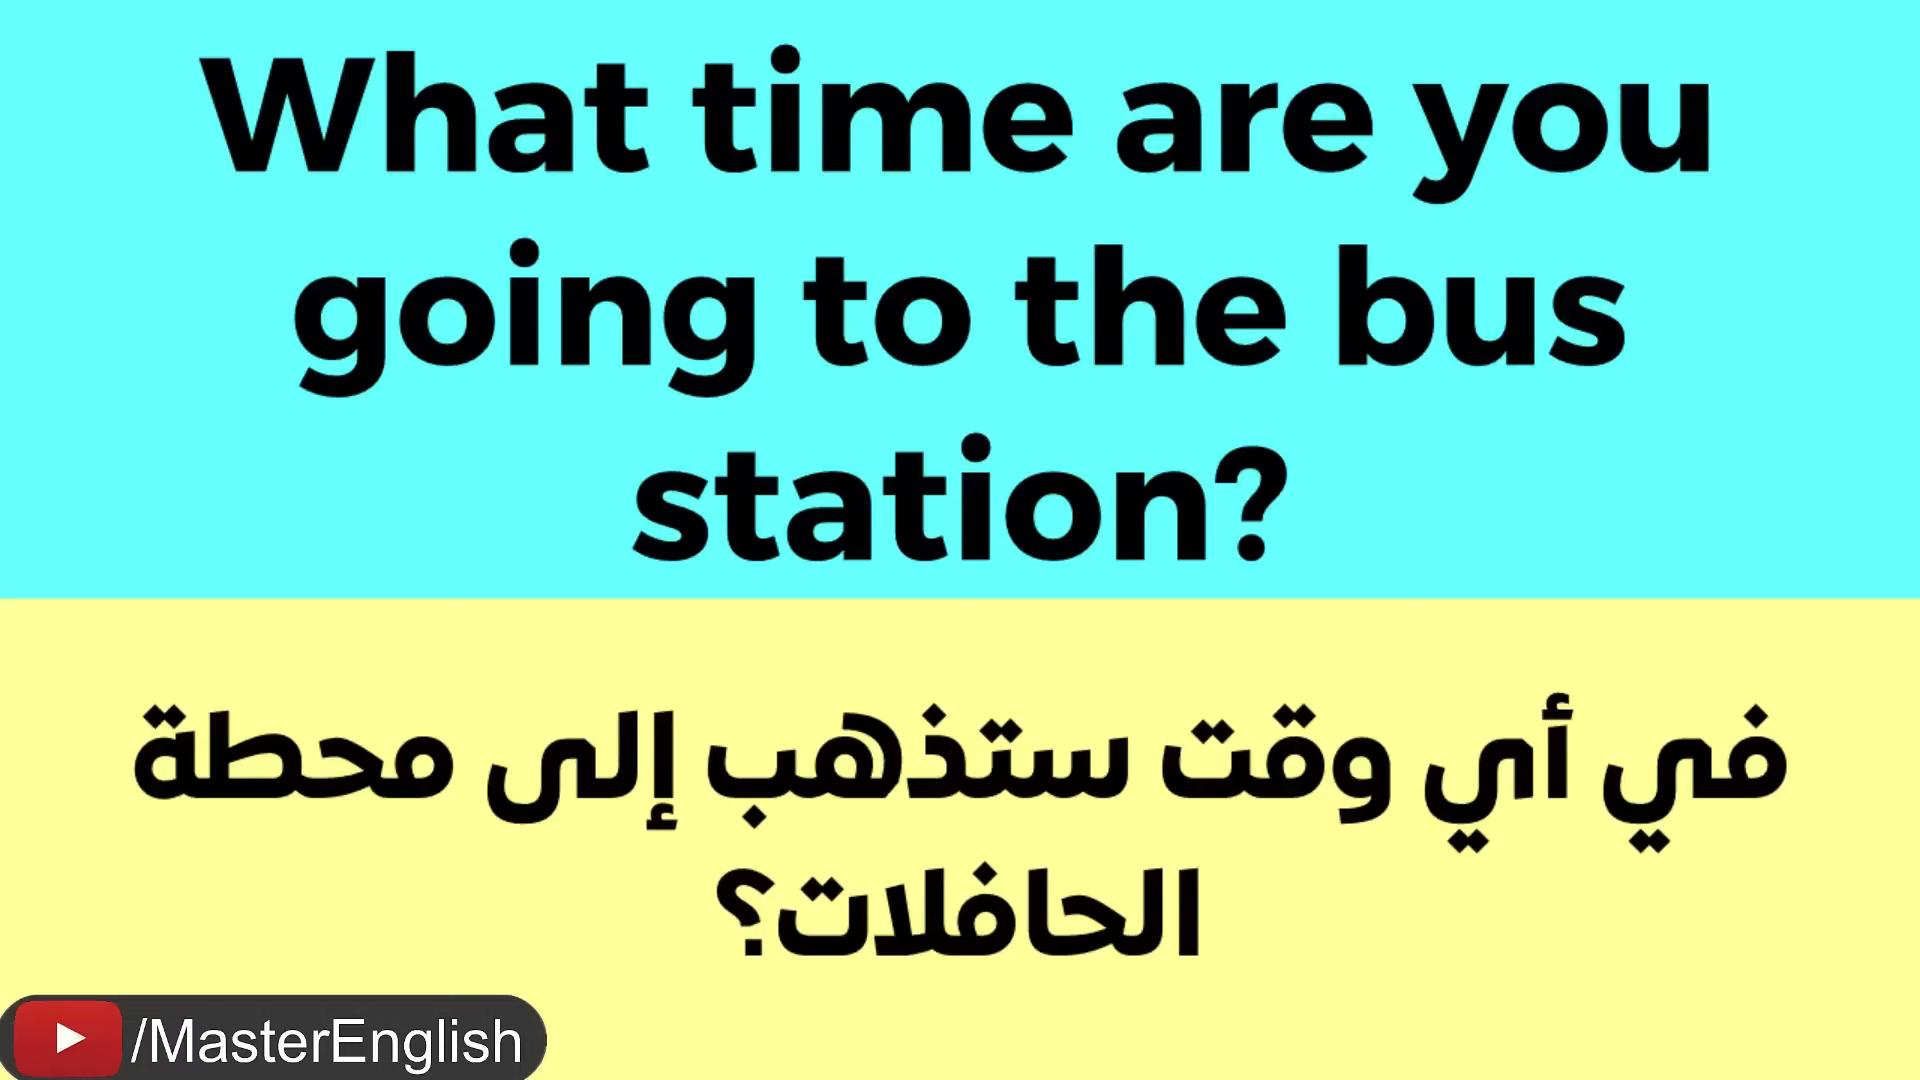 What time are you
going to the bus
station?
في أي وقت ستذهب إلى محطة
الحافلات؟
/MasterEnglish